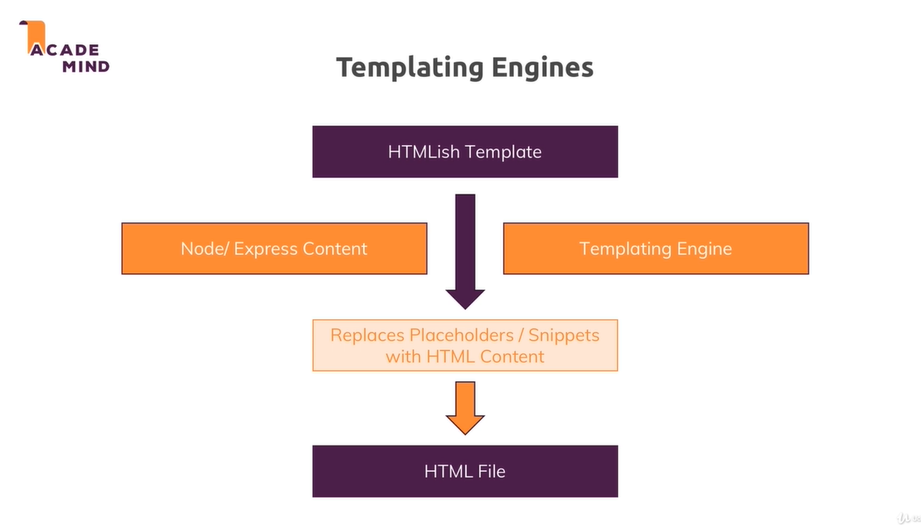 ACADE
MIND
Templating Engines
HTMLish Template
Node/ Express Content
Templating Engine
Replaces Placeholders / Snippets
with HTML Content
HTML File